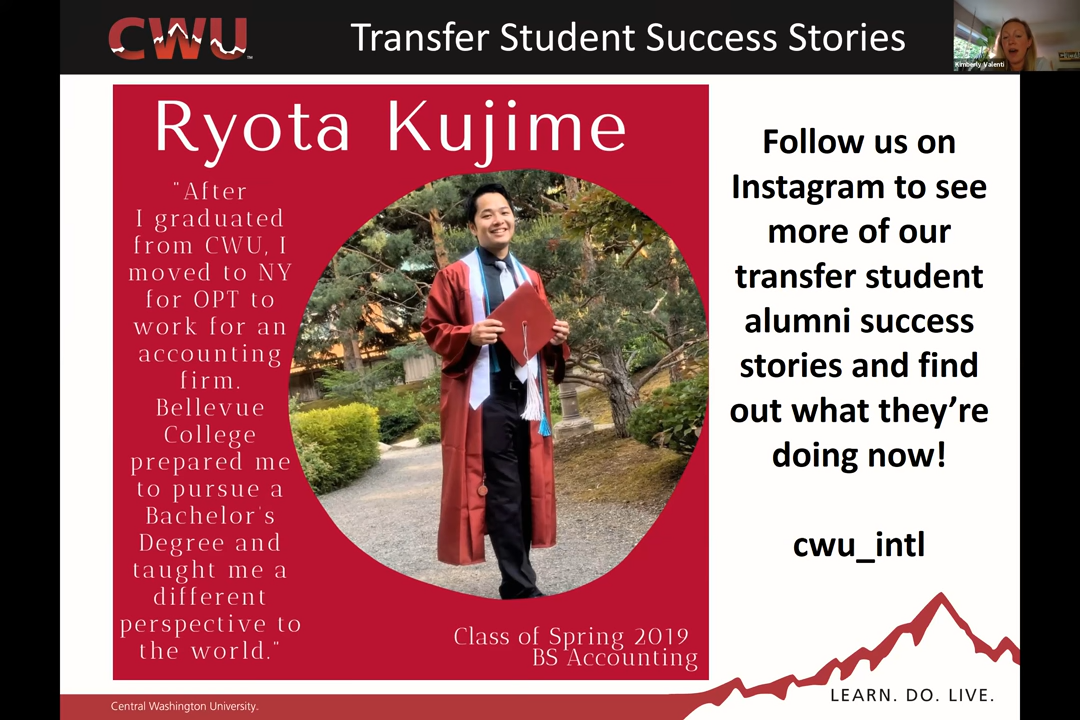 CWU
Transfer Student Success Stories
Kimberly Valenti
Ryota Kujime
"After
I graduated
from CWU, I
moved to NY
for OPT to
work for an
accounting
firm.
Bellevue
College
prepared me
to pursue a
Bachelor's
Degree and
taught me a
different
perspective to
the world."
Class of Spring 2019
BS Accounting
Follow us on
Instagram to see
more of our
transfer student
alumni success
stories and find
out what they're
doing now!
cwu_intl
LEARN. DO. LIVE.
Central Washington University.